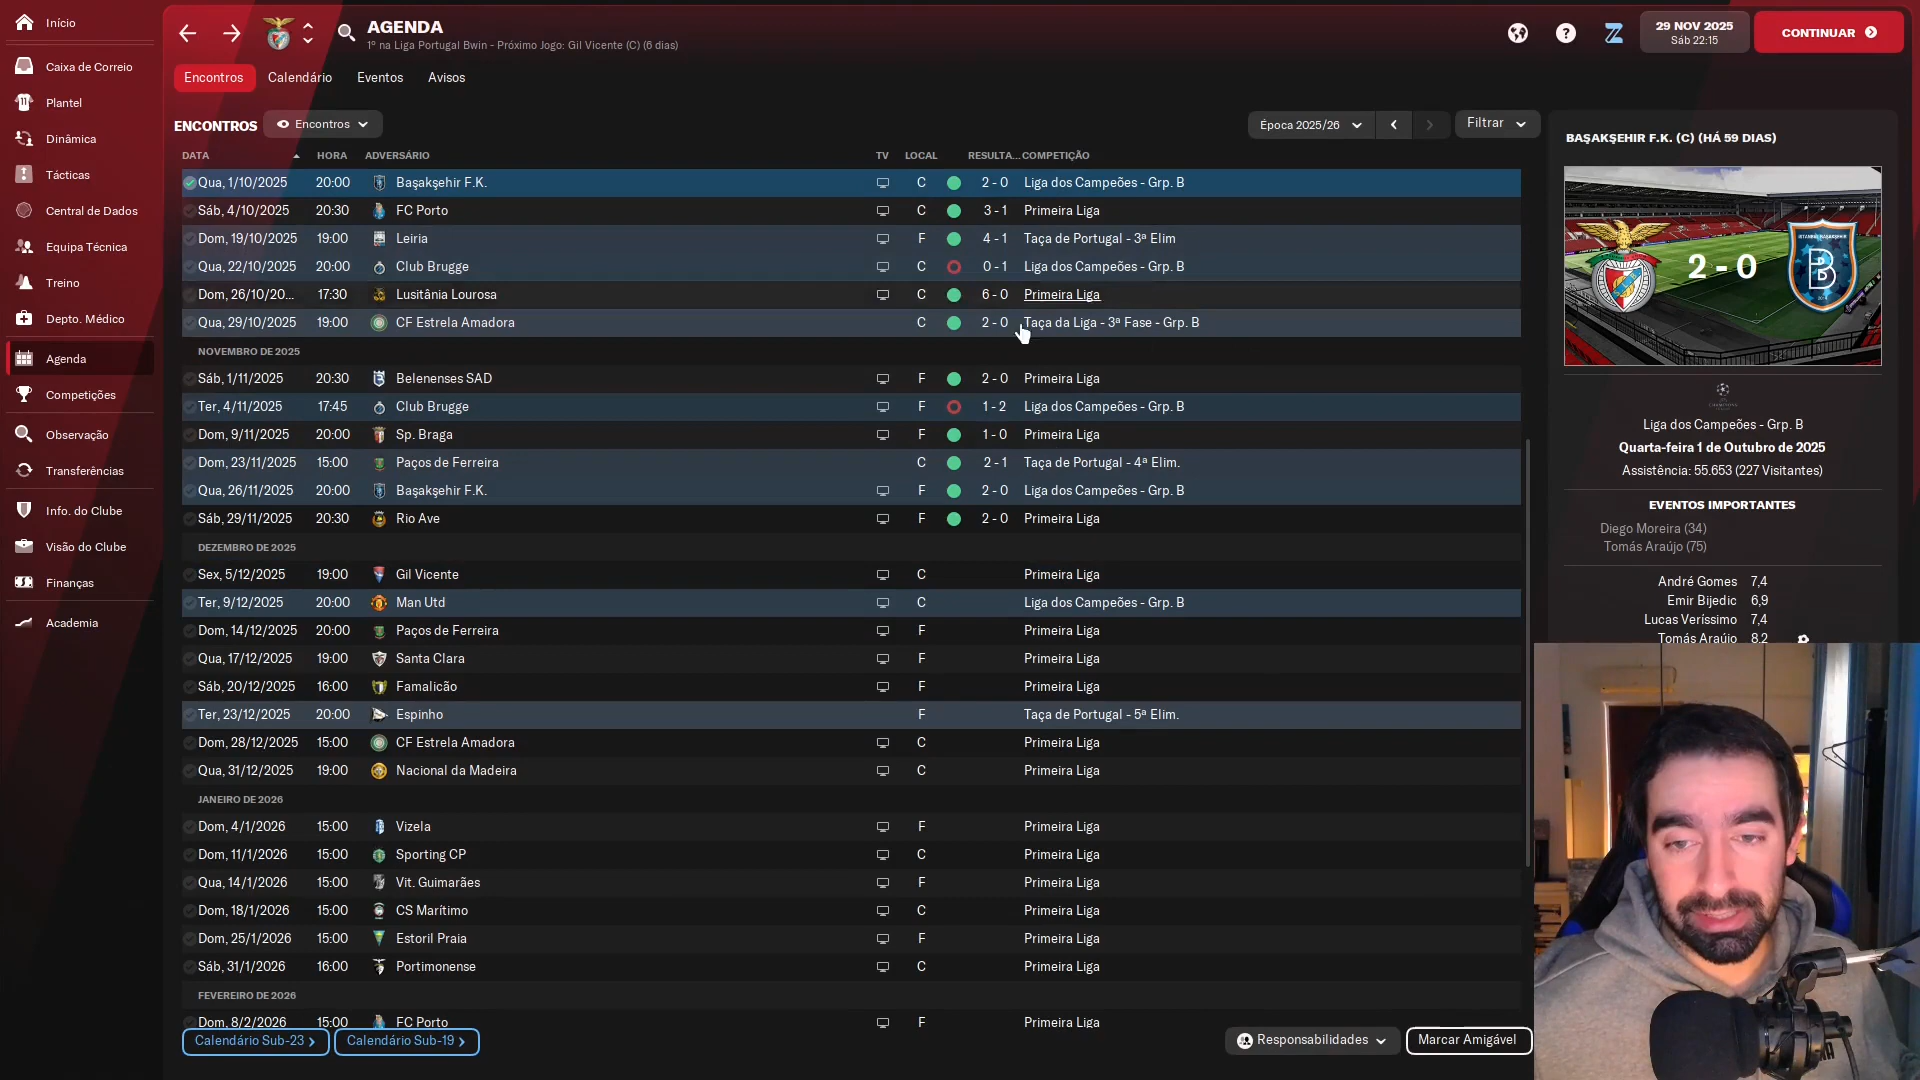 Início
Caixa de Correio
Plantel
Dinâmica
Tácticas
Central de Dados
Equipa Técnica
Treino
Depto. Médico
Agenda
Competições
Observação
Transferências
Info. do Clube
Visão do Clube
Finanças
Academia
AGENDA
1º na Liga Portugal Bwin - Próximo Jogo: Gil Vicente (C) (6 dias)
29 NOV 2025
Sáb 22:15
CONTINUAR
Encontros Calendário Eventos Avisos
ENCONTROS Encontros Época 2025/26 Filtrar
DATA HORA ADVERSÁRIO TV LOCAL RESULTA... COMPETIÇÃO
Qua, 1/10/2025 20:00 Başakşehir F.K. C 2 - 0 Liga dos Campeões - Grp. B
Sáb, 4/10/2025 20:30 FC Porto C 3 - 1 Primeira Liga
Dom, 19/10/2025 19:00 Leiria F 4 - 1 Taça de Portugal - 3ª Elim
Qua, 22/10/2025 20:00 Club Brugge C 0 - 1 Liga dos Campeões - Grp. B
Dom, 26/10/20... 17:30 Lusitânia Lourosa C 6 - 0 Primeira Liga
Qua, 29/10/2025 19:00 CF Estrela Amadora C 2 - 0 Taça da Liga - 3ª Fase - Grp. B
NOVEMBRO DE 2025
Sáb, 1/11/2025 20:30 Belenenses SAD F 2 - 0 Primeira Liga
Ter, 4/11/2025 17:45 Club Brugge F 1 - 2 Liga dos Campeões - Grp. B
Dom, 9/11/2025 20:00 Sp. Braga F 1 - 0 Primeira Liga
Dom, 23/11/2025 15:00 Paços de Ferreira C 2 - 1 Taça de Portugal - 4ª Elim.
Qua, 26/11/2025 20:00 Başakşehir F.K. F 2 - 0 Liga dos Campeões - Grp. B
Sáb, 29/11/2025 20:30 Rio Ave F 2 - 0 Primeira Liga
DEZEMBRO DE 2025
Sex, 5/12/2025 19:00 Gil Vicente C Primeira Liga
Ter, 9/12/2025 20:00 Man Utd C Liga dos Campeões - Grp. B
Dom, 14/12/2025 20:00 Paços de Ferreira F Primeira Liga
Qua, 17/12/2025 19:00 Santa Clara F Primeira Liga
Sáb, 20/12/2025 16:00 Famalicão F Primeira Liga
Ter, 23/12/2025 20:00 Espinho F Taça de Portugal - 5ª Elim.
Dom, 28/12/2025 15:00 CF Estrela Amadora C Primeira Liga
Qua, 31/12/2025 19:00 Nacional da Madeira C Primeira Liga
JANEIRO DE 2026
Dom, 4/1/2026 15:00 Vizela F Primeira Liga
Dom, 11/1/2026 15:00 Sporting CP C Primeira Liga
Qua, 14/1/2026 15:00 Vit. Guimarães F Primeira Liga
Dom, 18/1/2026 15:00 CS Marítimo C Primeira Liga
Dom, 25/1/2026 15:00 Estoril Praia F Primeira Liga
Sáb, 31/1/2026 16:00 Portimonense C Primeira Liga
FEVEREIRO DE 2026
Dom, 8/2/2026 15:00 FC Porto F Primeira Liga
Calendário Sub-23 Calendário Sub-19 Responsabilidades Marcar Amigável
BAŞAKŞEHIR F.K. (C) (HÁ 59 DIAS)
2 - 0
Liga dos Campeões - Grp. B
Quarta-feira 1 de Outubro de 2025
Assistência: 55.653 (227 Visitantes)
EVENTOS IMPORTANTES
Diego Moreira (34)
Tomás Araújo (75)
André Gomes 7,4
Emir Bijedic 6,9
Lucas Veríssimo 7,4
Tomás Araújo 8,2